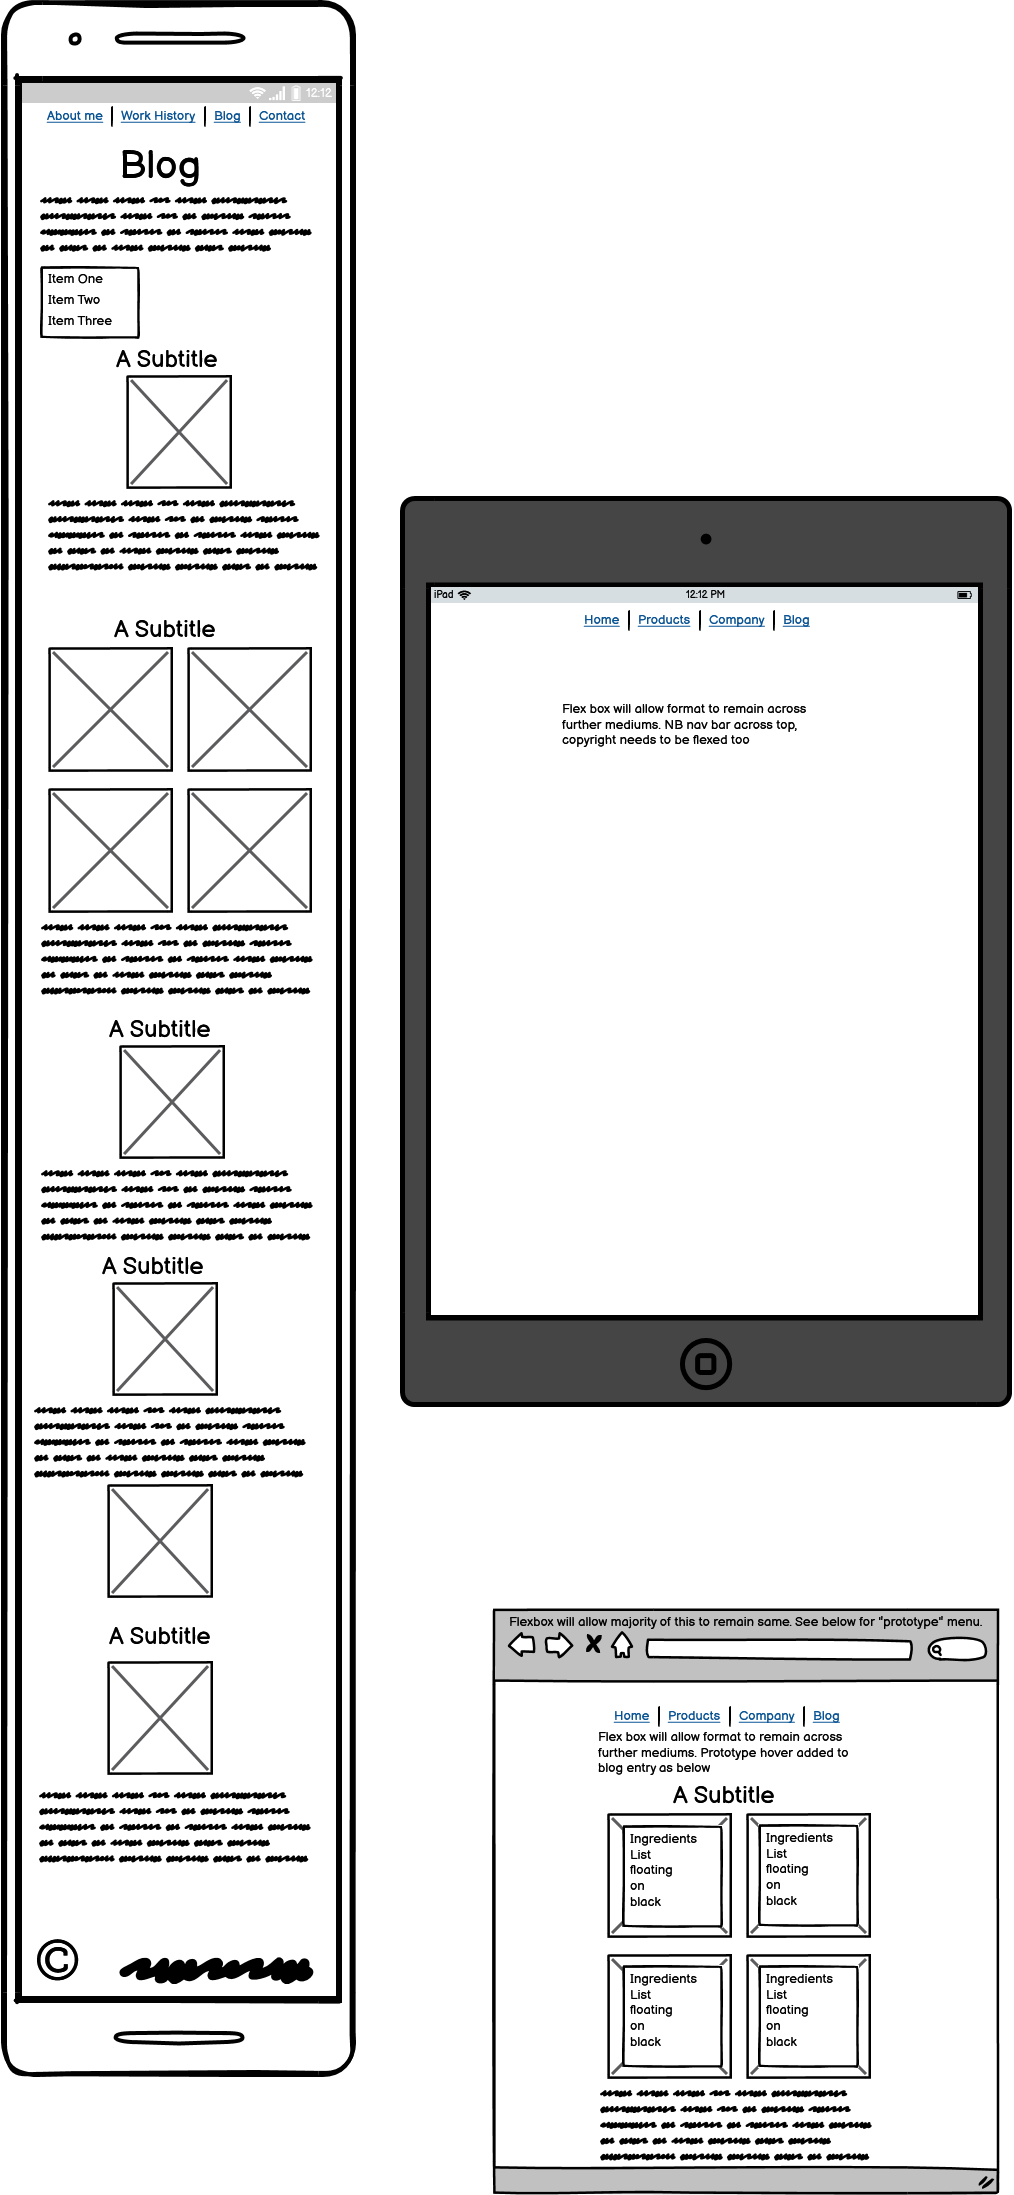 12:12
About me | Work History | Blog | Contact
Blog
Item One
Item Two
Item Three
A Subtitle
A Subtitle
A Subtitle
A Subtitle
A Subtitle
©
iPad 12:12 PM
Home | Products | Company | Blog
Flex box will allow format to remain across
further mediums. NB nav bar across top,
copyright needs to be flexed too
Flexbox will allow majority of this to remain same. See below for "prototype" menu.
Home | Products | Company | Blog
Flex box will allow format to remain across
further mediums. Prototype hover added to
blog entry as below
A Subtitle
Ingredients
List
floating
on
black
Ingredients
List
floating
on
black
Ingredients
List
floating
on
black
Ingredients
List
floating
on
black